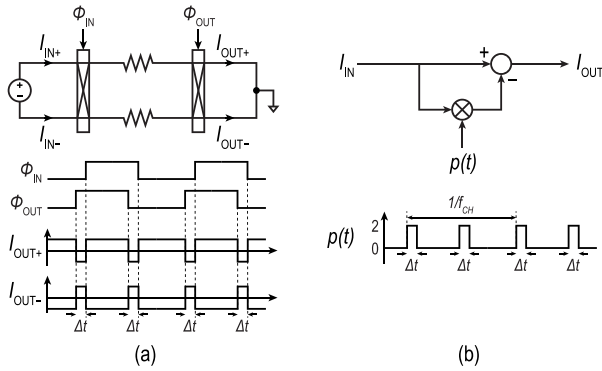 Φ_IN Φ_OUT
I_IN+ I_OUT+
+
-
I_IN- I_OUT-
Φ_IN
Φ_OUT
I_OUT+
I_OUT-
Δt Δt Δt Δt
(a)
I_IN + I_OUT
-
p(t)
1/f_CH
p(t) 2
0
Δt Δt Δt Δt
(b)